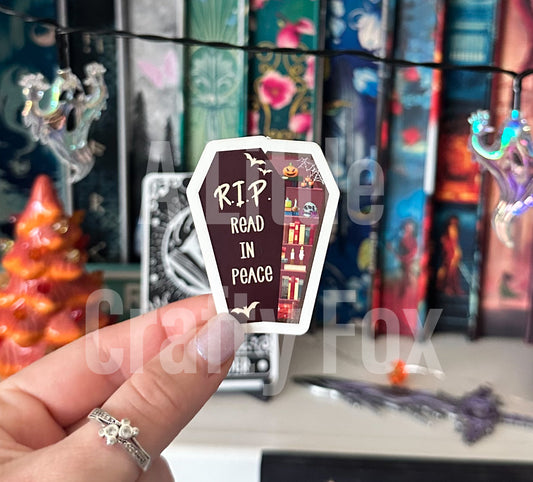 A Little
R.I.P.
READ
IN
PEACE
Crafty Fox